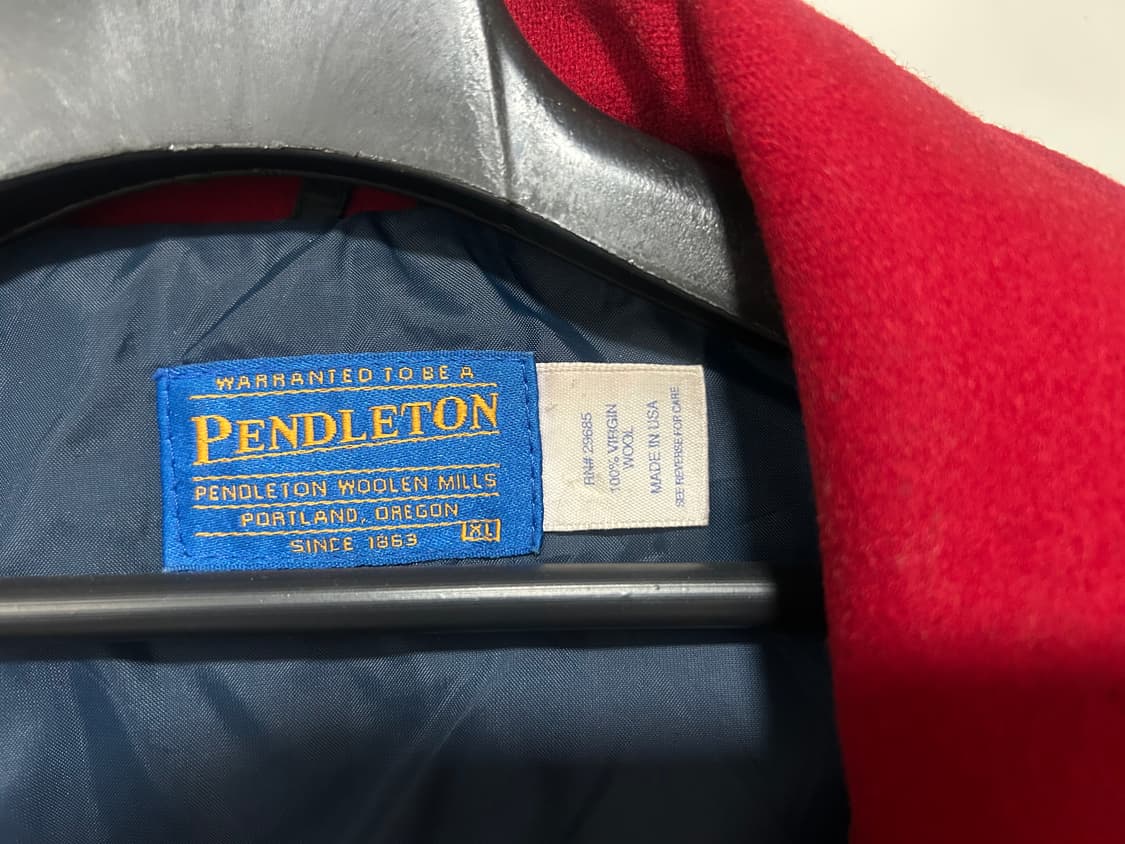 WARRANTED TO BE A
PENDLETON
PENDLETON WOOLEN MILLS
PORTLAND, OREGON
SINCE 1863
XL
RN# 29685
100% VIRGIN
WOOL
MADE IN USA
SEE REVERSE FOR CARE